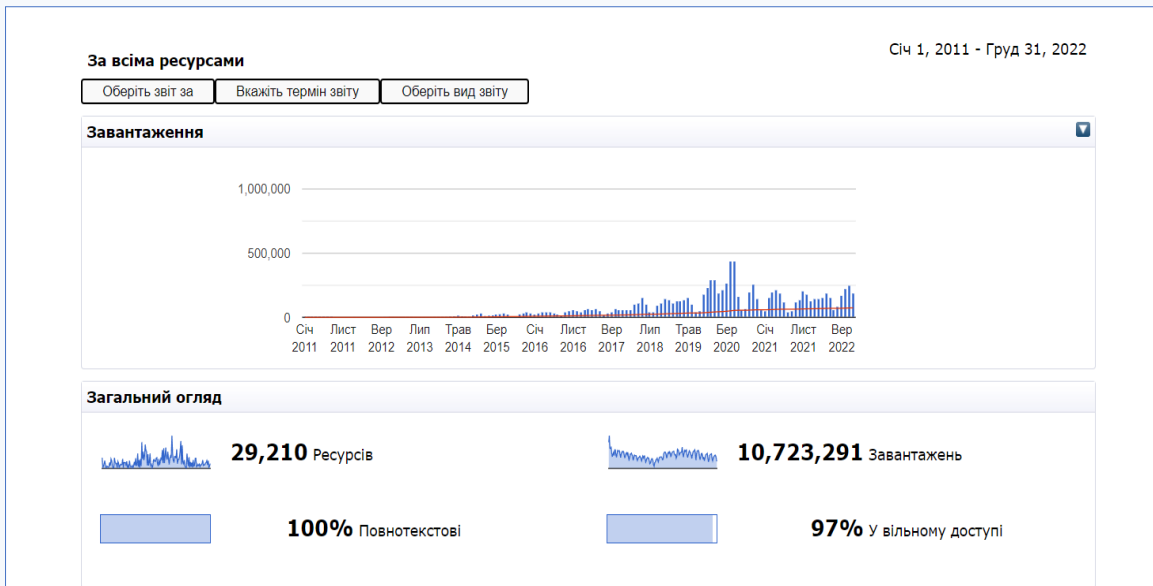 Січ 1, 2011 - Груд 31, 2022
За всіма ресурсами
Оберіть звіт за Вкажіть термін звіту Оберіть вид звіту
Завантаження
1,000,000
500,000
0
Січ Лист Вер Лип Трав Бер Січ Лист Вер Лип Трав Бер Січ Лист Вер
2011 2011 2012 2013 2014 2015 2016 2016 2017 2018 2019 2020 2021 2021 2022
Загальний огляд
29,210 Ресурсів 10,723,291 Завантажень
100% Повнотекстові 97% У вільному доступі